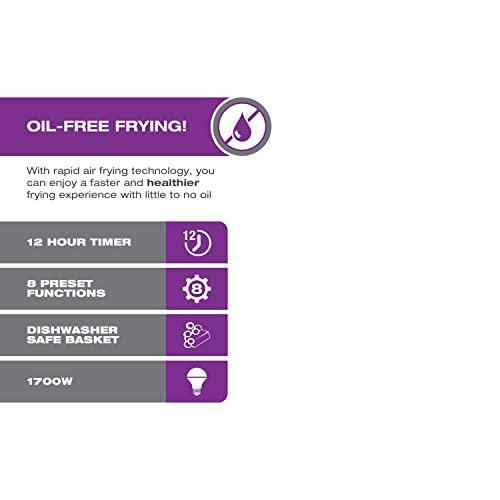 OIL-FREE FRYING!
With rapid air frying technology, you
can enjoy a faster and healthier
frying experience with little to no oil
12 HOUR TIMER
12
8 PRESET
FUNCTIONS
8
DISHWASHER
SAFE BASKET
1700W